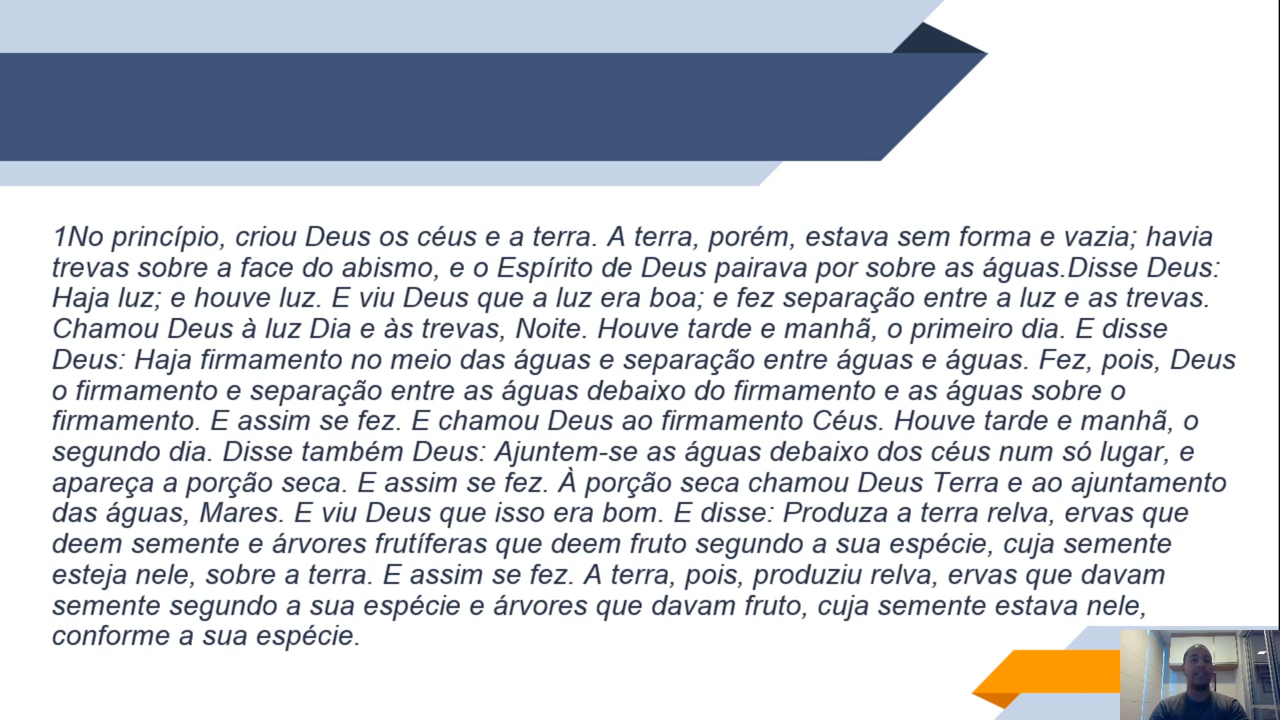 1No princípio, criou Deus os céus e a terra. A terra, porém, estava sem forma e vazia; havia
trevas sobre a face do abismo, e o Espírito de Deus pairava por sobre as águas.Disse Deus:
Haja luz; e houve luz. E viu Deus que a luz era boa; e fez separação entre a luz e as trevas.
Chamou Deus à luz Dia e às trevas, Noite. Houve tarde e manhã, o primeiro dia. E disse
Deus: Haja firmamento no meio das águas e separação entre águas e águas. Fez, pois, Deus
o firmamento e separação entre as águas debaixo do firmamento e as águas sobre o
firmamento. E assim se fez. E chamou Deus ao firmamento Céus. Houve tarde e manhã, o
segundo dia. Disse também Deus: Ajuntem-se as águas debaixo dos céus num só lugar, e
apareça a porção seca. E assim se fez. À porção seca chamou Deus Terra e ao ajuntamento
das águas, Mares. E viu Deus que isso era bom. E disse: Produza a terra relva, ervas que
deem semente e árvores frutíferas que deem fruto segundo a sua espécie, cuja semente
esteja nele, sobre a terra. E assim se fez. A terra, pois, produziu relva, ervas que davam
semente segundo a sua espécie e árvores que davam fruto, cuja semente estava nele,
conforme a sua espécie.